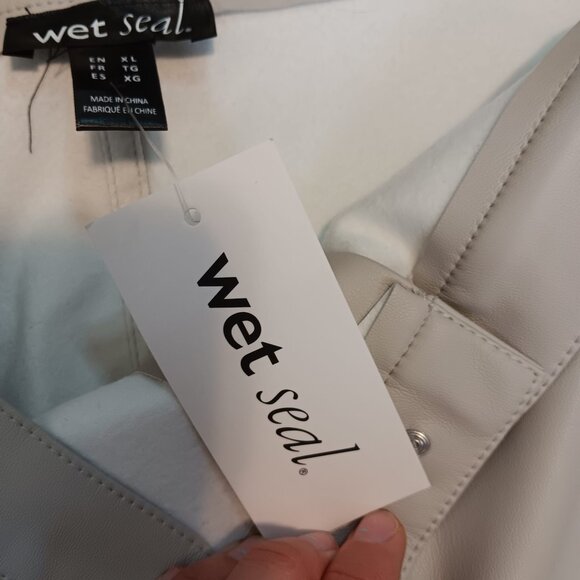 wet seal.
EN XL
FR TG
ES XG
MADE IN CHINA
FABRIQUÉ EN CHINE
wet seal®